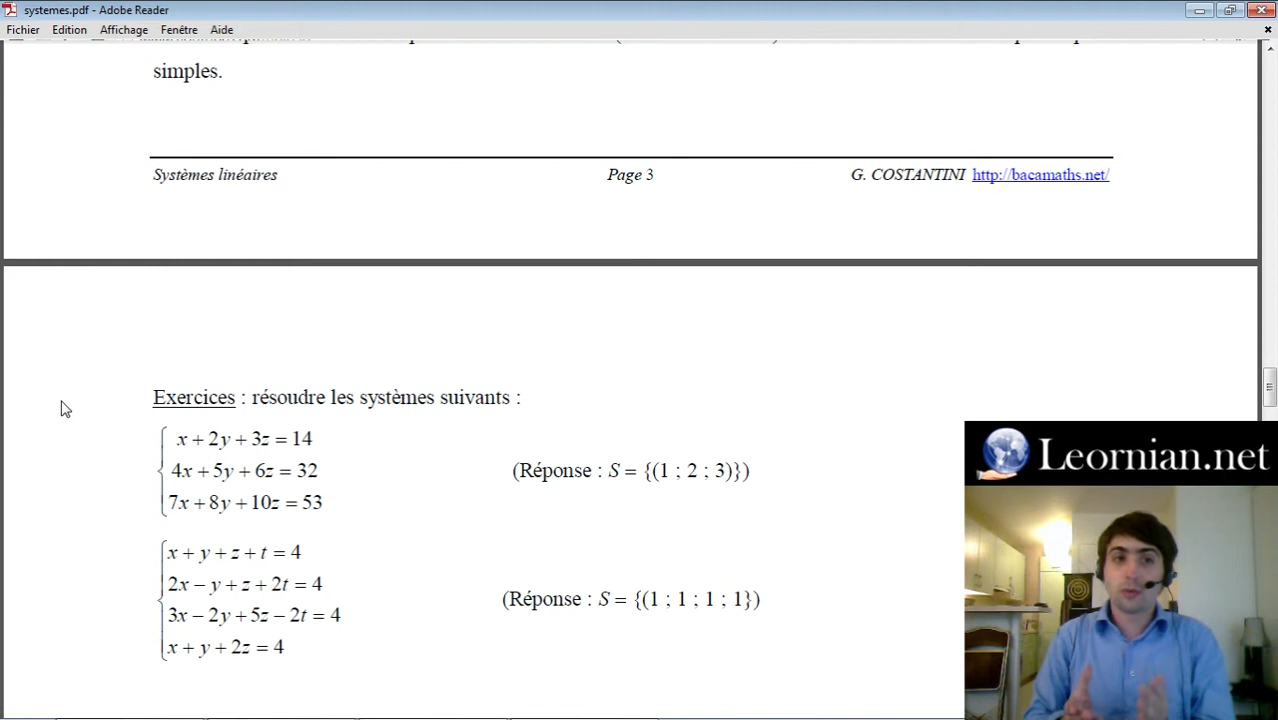 systemes.pdf - Adobe Reader
Fichier Edition Affichage Fenêtre Aide
simples.
Systèmes linéaires Page 3 G. COSTANTINI http://bacamaths.net/
Exercices : résoudre les systèmes suivants :
x + 2y + 3z = 14
4x + 5y + 6z = 32 (Réponse : S = {(1 ; 2 ; 3)})
7x + 8y + 10z = 53
x + y + z + t = 4
2x − y + z + 2t = 4
3x − 2y + 5z − 2t = 4 (Réponse : S = {(1 ; 1 ; 1 ; 1})
x + y + 2z = 4
Leornian.net